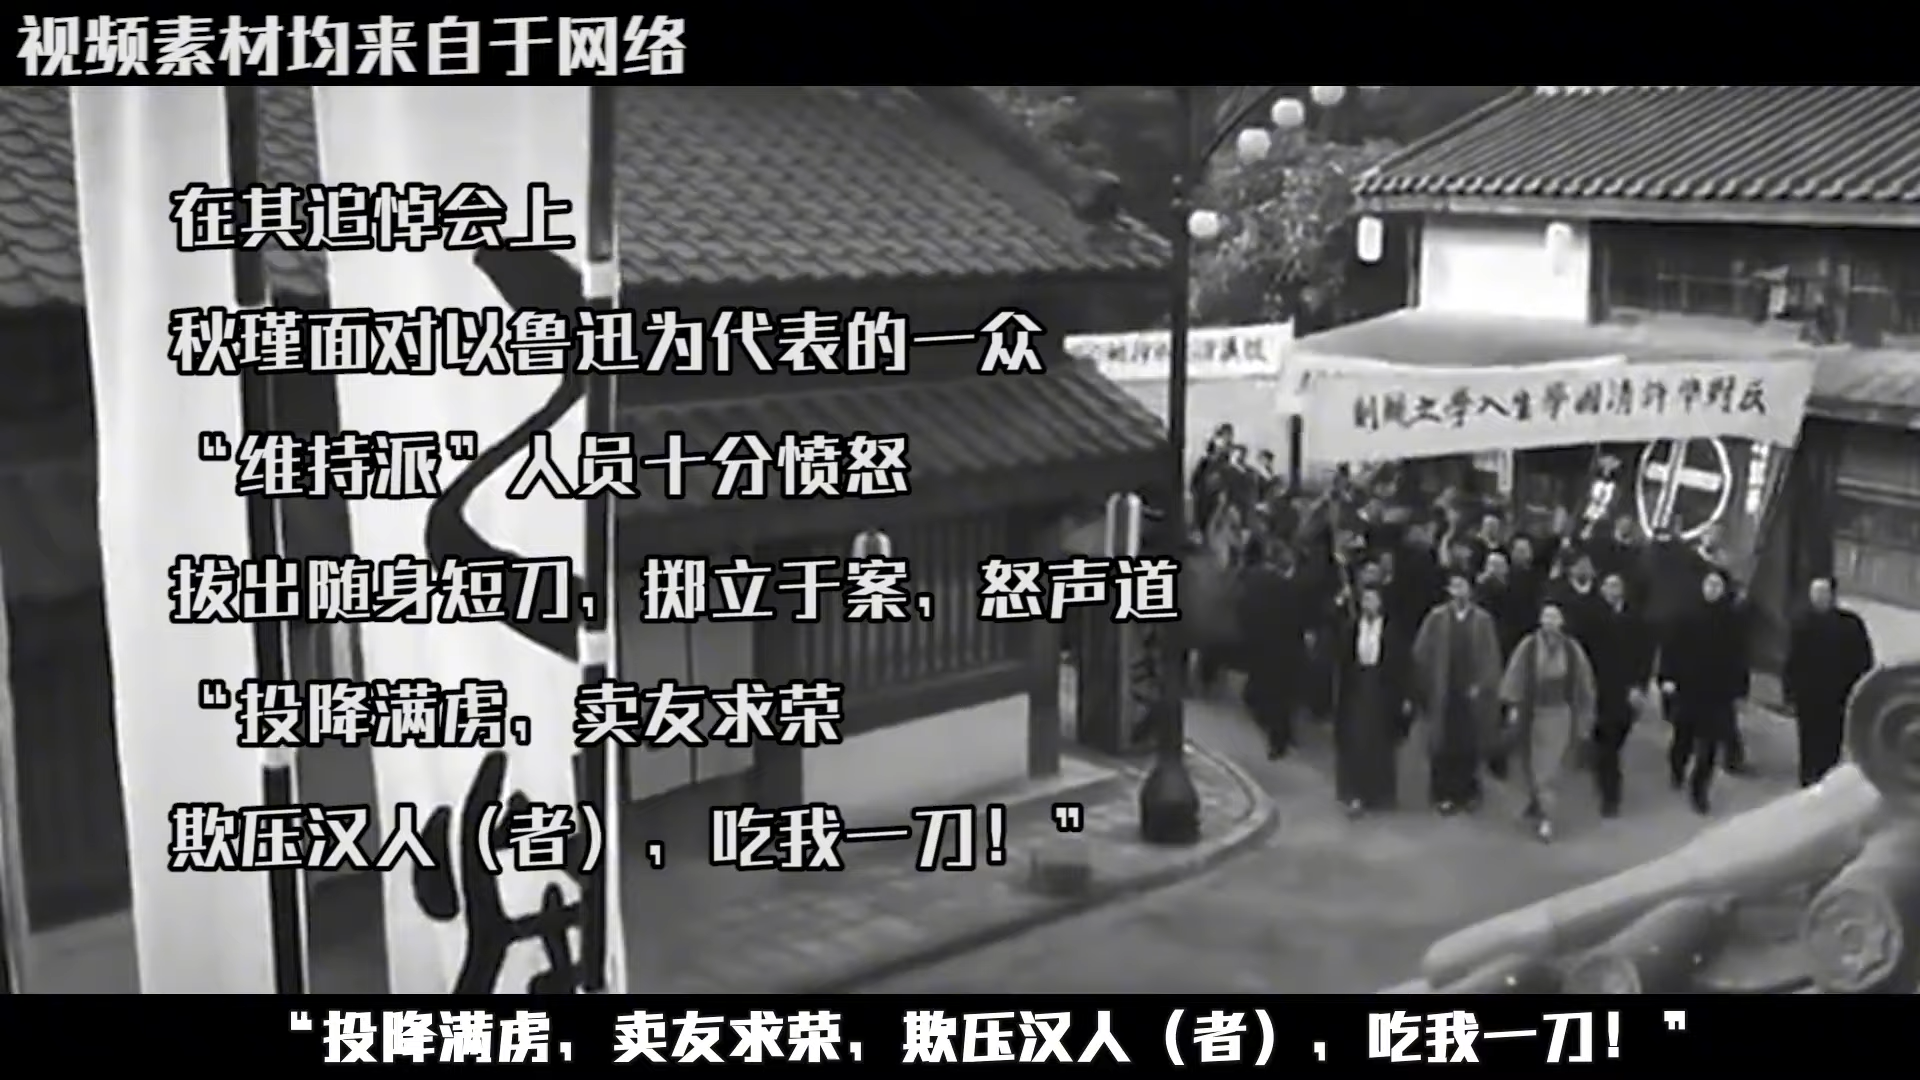 视频素材均来自于网络
在其追悼会上
秋瑾面对以鲁迅为代表的一众
“维持派”人员十分愤怒
拔出随身短刀，掷立于案，怒声道
“投降满虏，卖友求荣
欺压汉人（者），吃我一刀！”
“投降满虏，卖友求荣，欺压汉人（者），吃我一刀！”